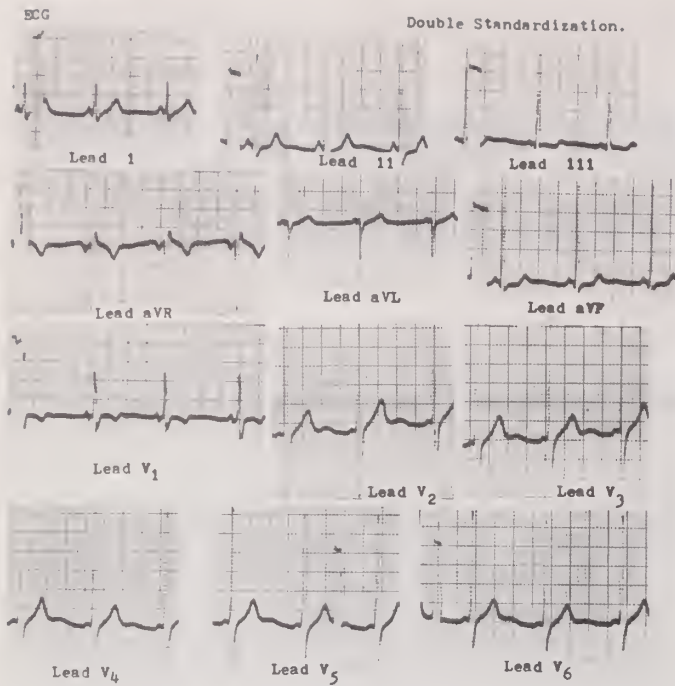 ECG
Double Standardization.
Lead 1
Lead 11
Lead 111
Lead aVR
Lead aVL
Lead aVF
Lead V1
Lead V2
Lead V3
Lead V4
Lead V5
Lead V6